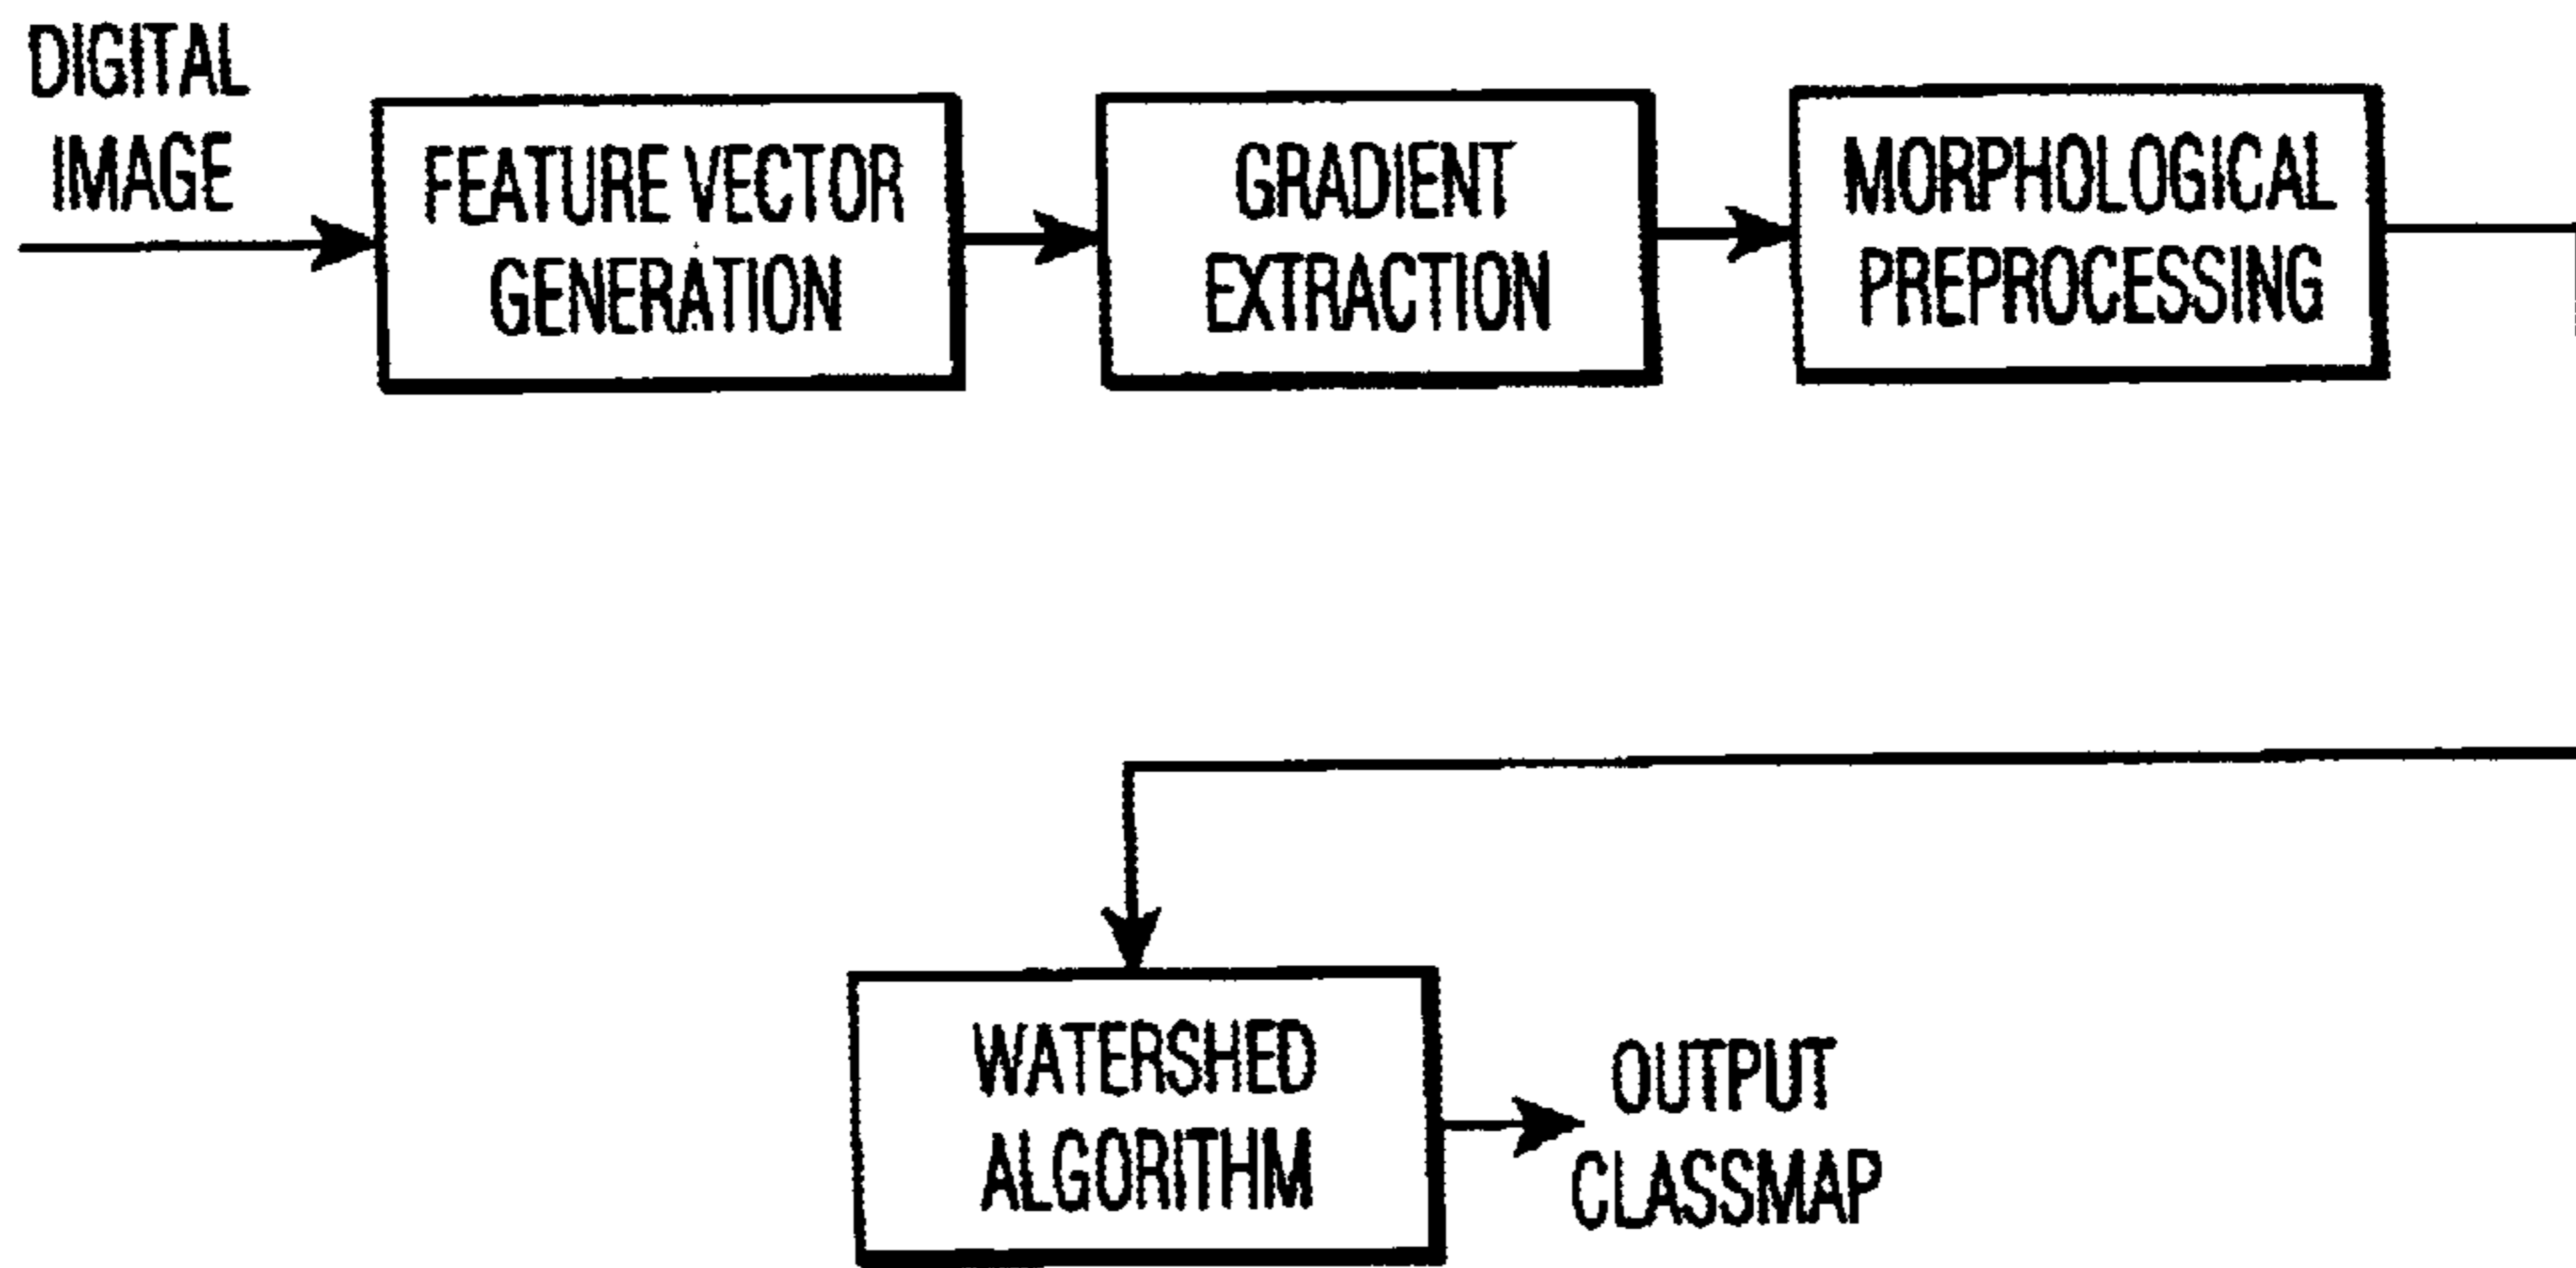 DIGITAL
IMAGE
FEATURE VECTOR
GENERATION
GRADIENT
EXTRACTION
MORPHOLOGICAL
PREPROCESSING
WATERSHED
ALGORITHM
OUTPUT
CLASSMAP